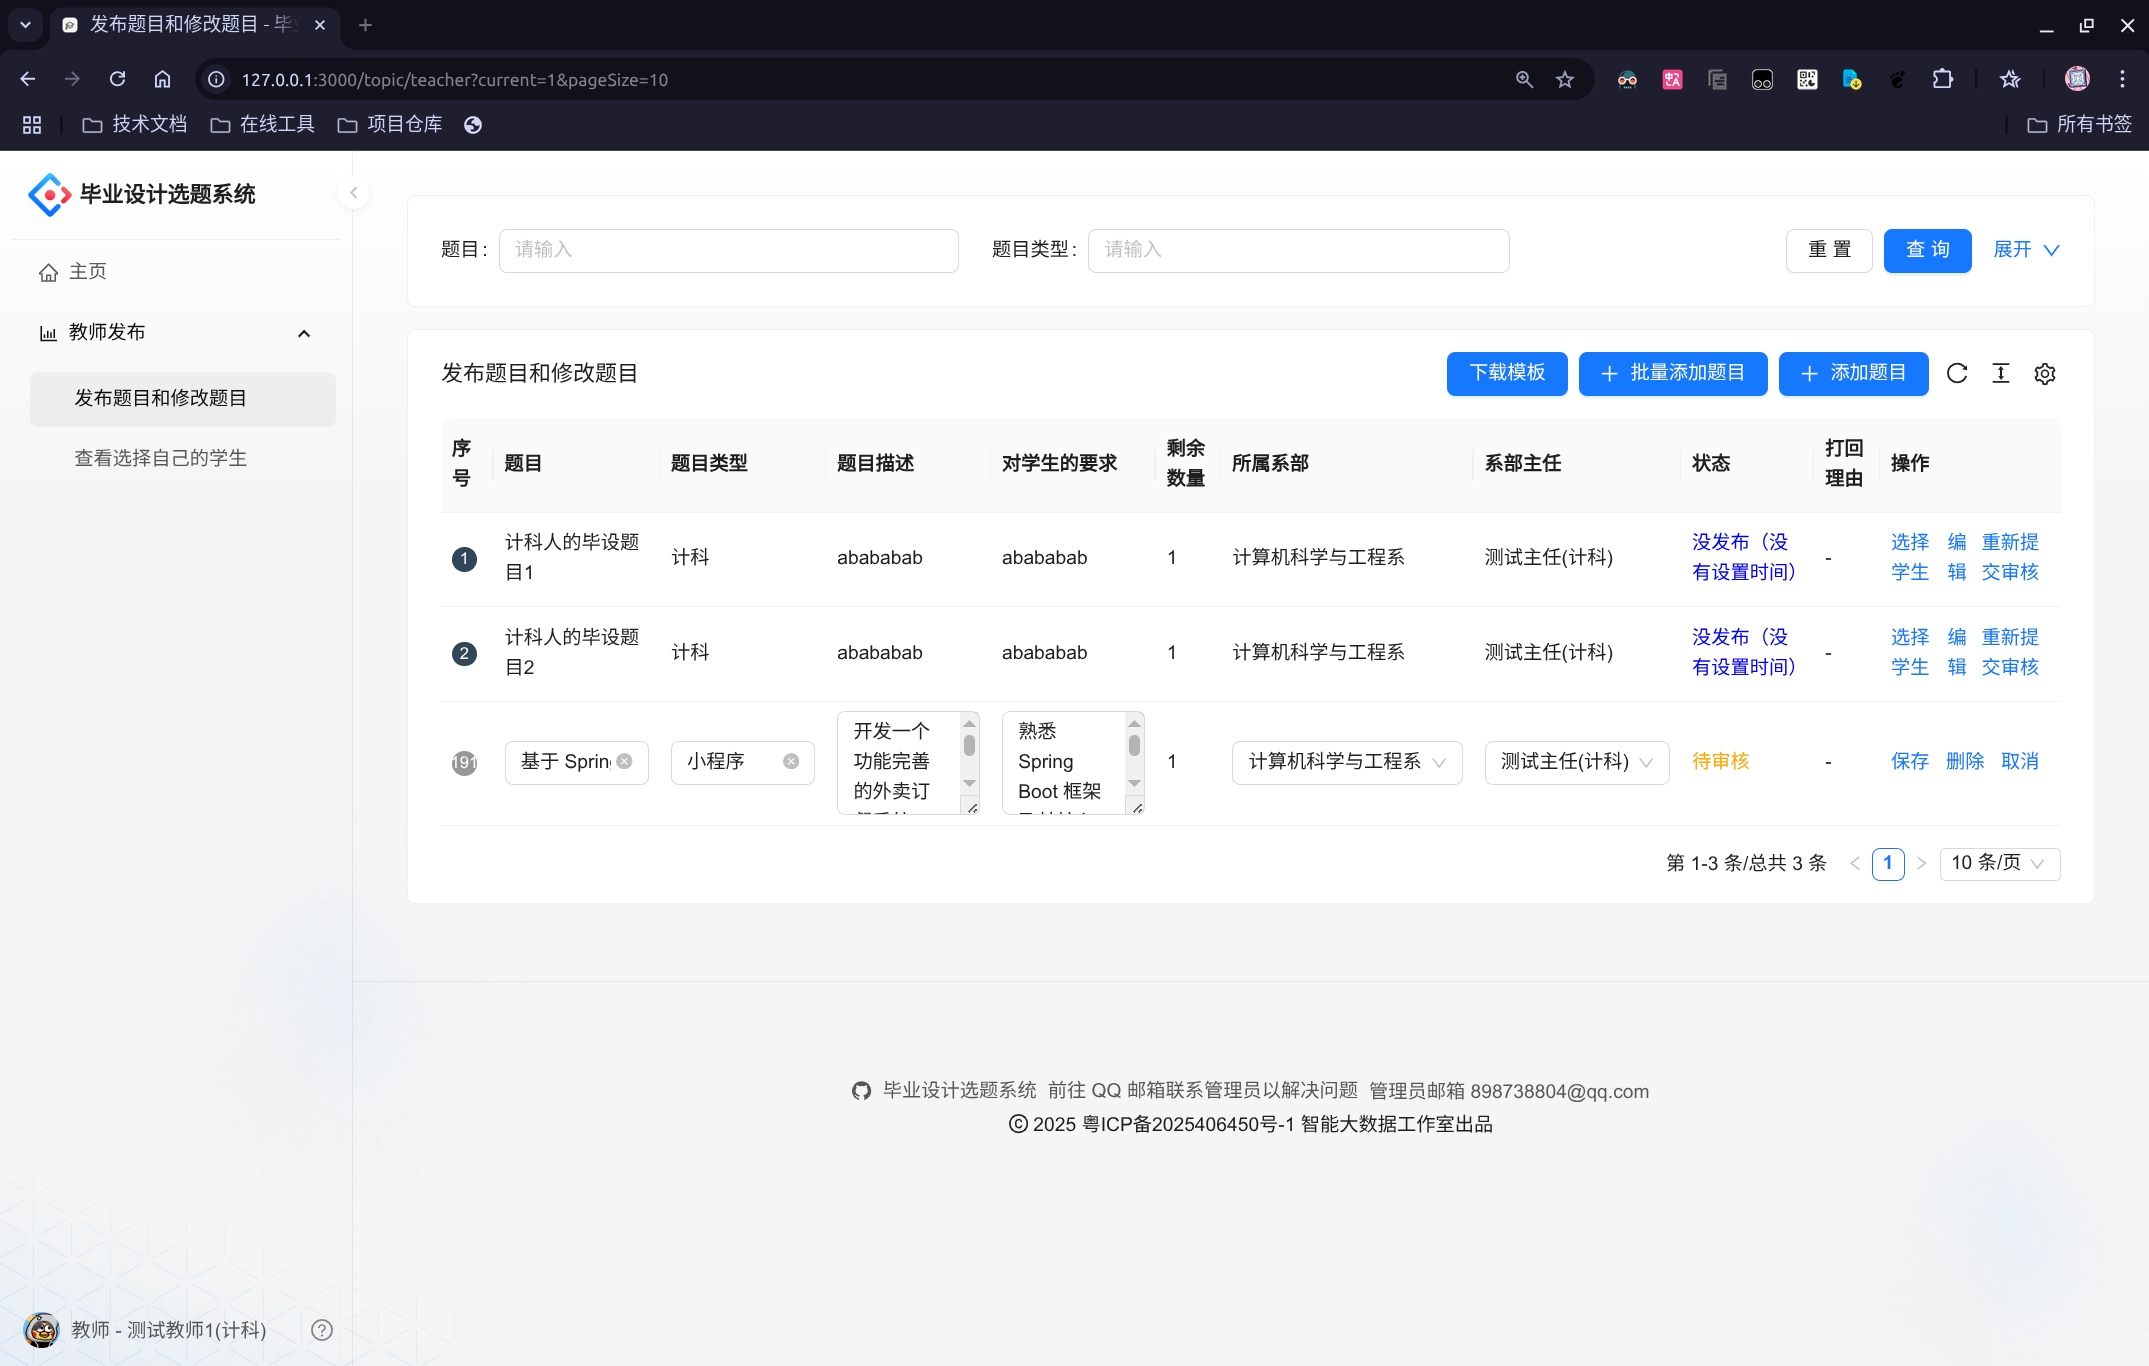 发布题目和修改题目 - 毕
127.0.0.1:3000/topic/teacher?current=1&pageSize=10
技术文档
在线工具
项目仓库
所有书签
毕业设计选题系统
主页
教师发布
发布题目和修改题目
查看选择自己的学生
题目:
请输入
题目类型:
请输入
重 置
查 询
展开
发布题目和修改题目
下载模板
批量添加题目
添加题目
序号
题目
题目类型
题目描述
对学生的要求
剩余数量
所属系部
系部主任
状态
打回理由
操作
1
计科人的毕设题
目1
计科
abababab
abababab
1
计算机科学与工程系
测试主任(计科)
没发布（没
有设置时间）
-
选择学生
编辑
重新提交审核
2
计科人的毕设题
目2
计科
abababab
abababab
1
计算机科学与工程系
测试主任(计科)
没发布（没
有设置时间）
-
选择学生
编辑
重新提交审核
191
基于 Spring
小程序
开发一个
功能完善
的外卖订
熟悉
Spring
Boot 框架
1
计算机科学与工程系
测试主任(计科)
待审核
-
保存
删除
取消
第 1-3 条/总共 3 条
1
10 条/页
毕业设计选题系统 前往 QQ 邮箱联系管理员以解决问题 管理员邮箱 898738804@qq.com
© 2025 粤ICP备2025406450号-1 智能大数据工作室出品
教师 - 测试教师1(计科)